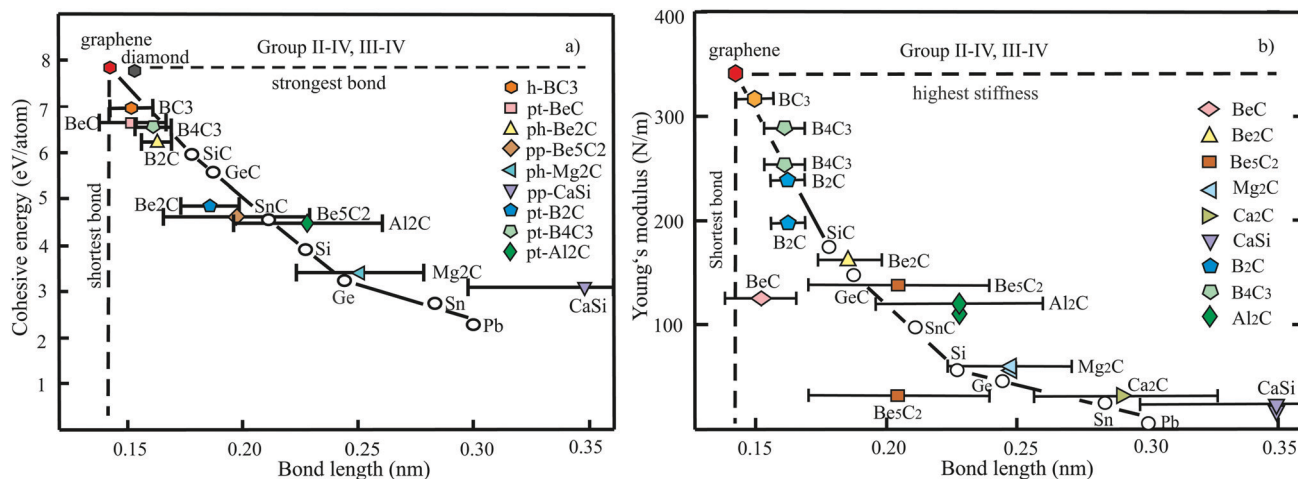 graphene
diamond
Group II-IV, III-IV
a)
strongest bond
8
7
6
5
4
3
2
1
Cohesive energy (eV/atom)
shortest bond
BC3
BeC
B4C3
B2C
SiC
GeC
Be2C
SnC
Be5C2
Al2C
Si
Mg2C
Ge
Sn
CaSi
Pb
h-BC3
pt-BeC
ph-Be2C
pp-Be5C2
ph-Mg2C
pp-CaSi
pt-B2C
pt-B4C3
pt-Al2C
0.15
0.20
0.25
0.30
0.35
Bond length (nm)
400
300
200
100
Young‘s modulus (N/m)
graphene
Group II-IV, III-IV
b)
highest stiffness
Shortest bond
BC3
B4C3
B4C3
B2C
B2C
SiC
Be2C
BeC
GeC
Be5C2
Al2C
SnC
Si
Mg2C
Ge
Ca2C
CaSi
Be5C2
Sn
Pb
BeC
Be2C
Be5C2
Mg2C
Ca2C
CaSi
B2C
B4C3
Al2C
0.15
0.20
0.25
0.30
0.35
Bond length (nm)